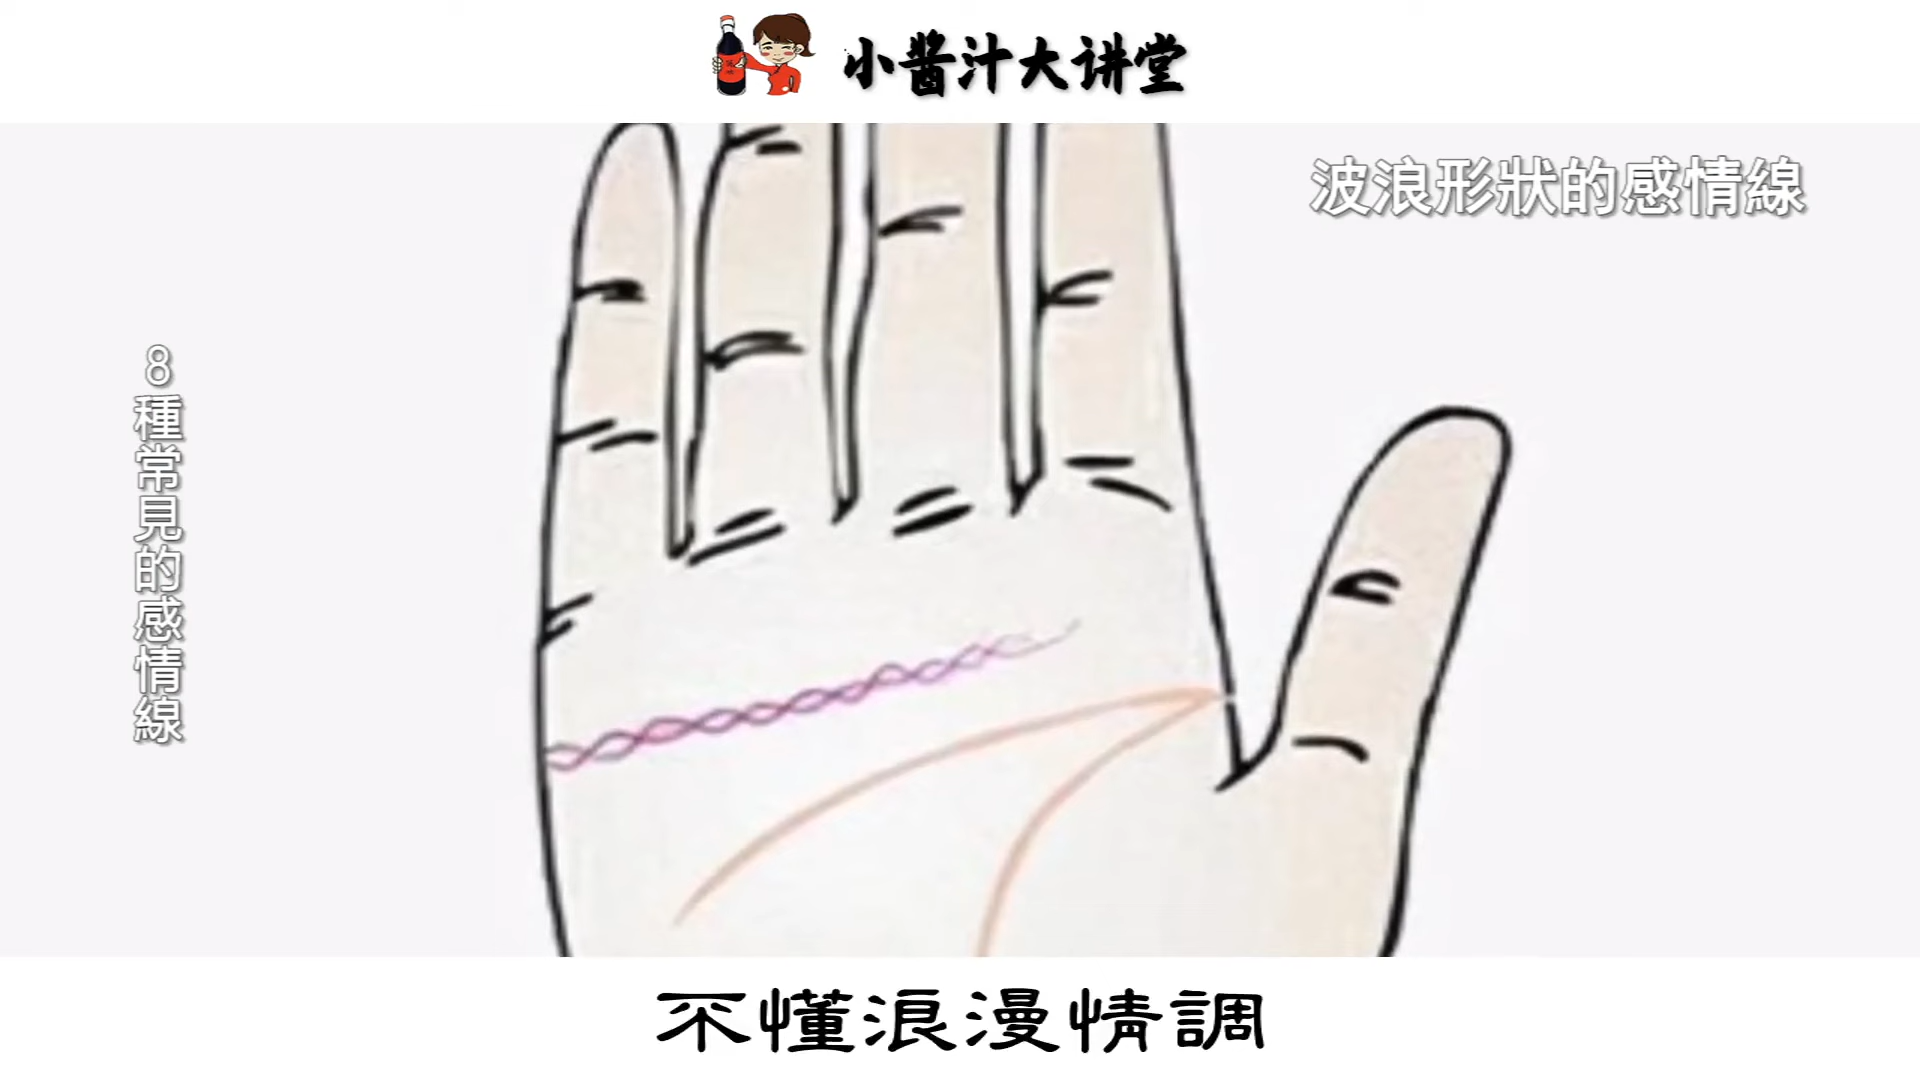 小酱汁大讲堂
波浪形狀的感情線
8種常見的感情線
不懂浪漫情調